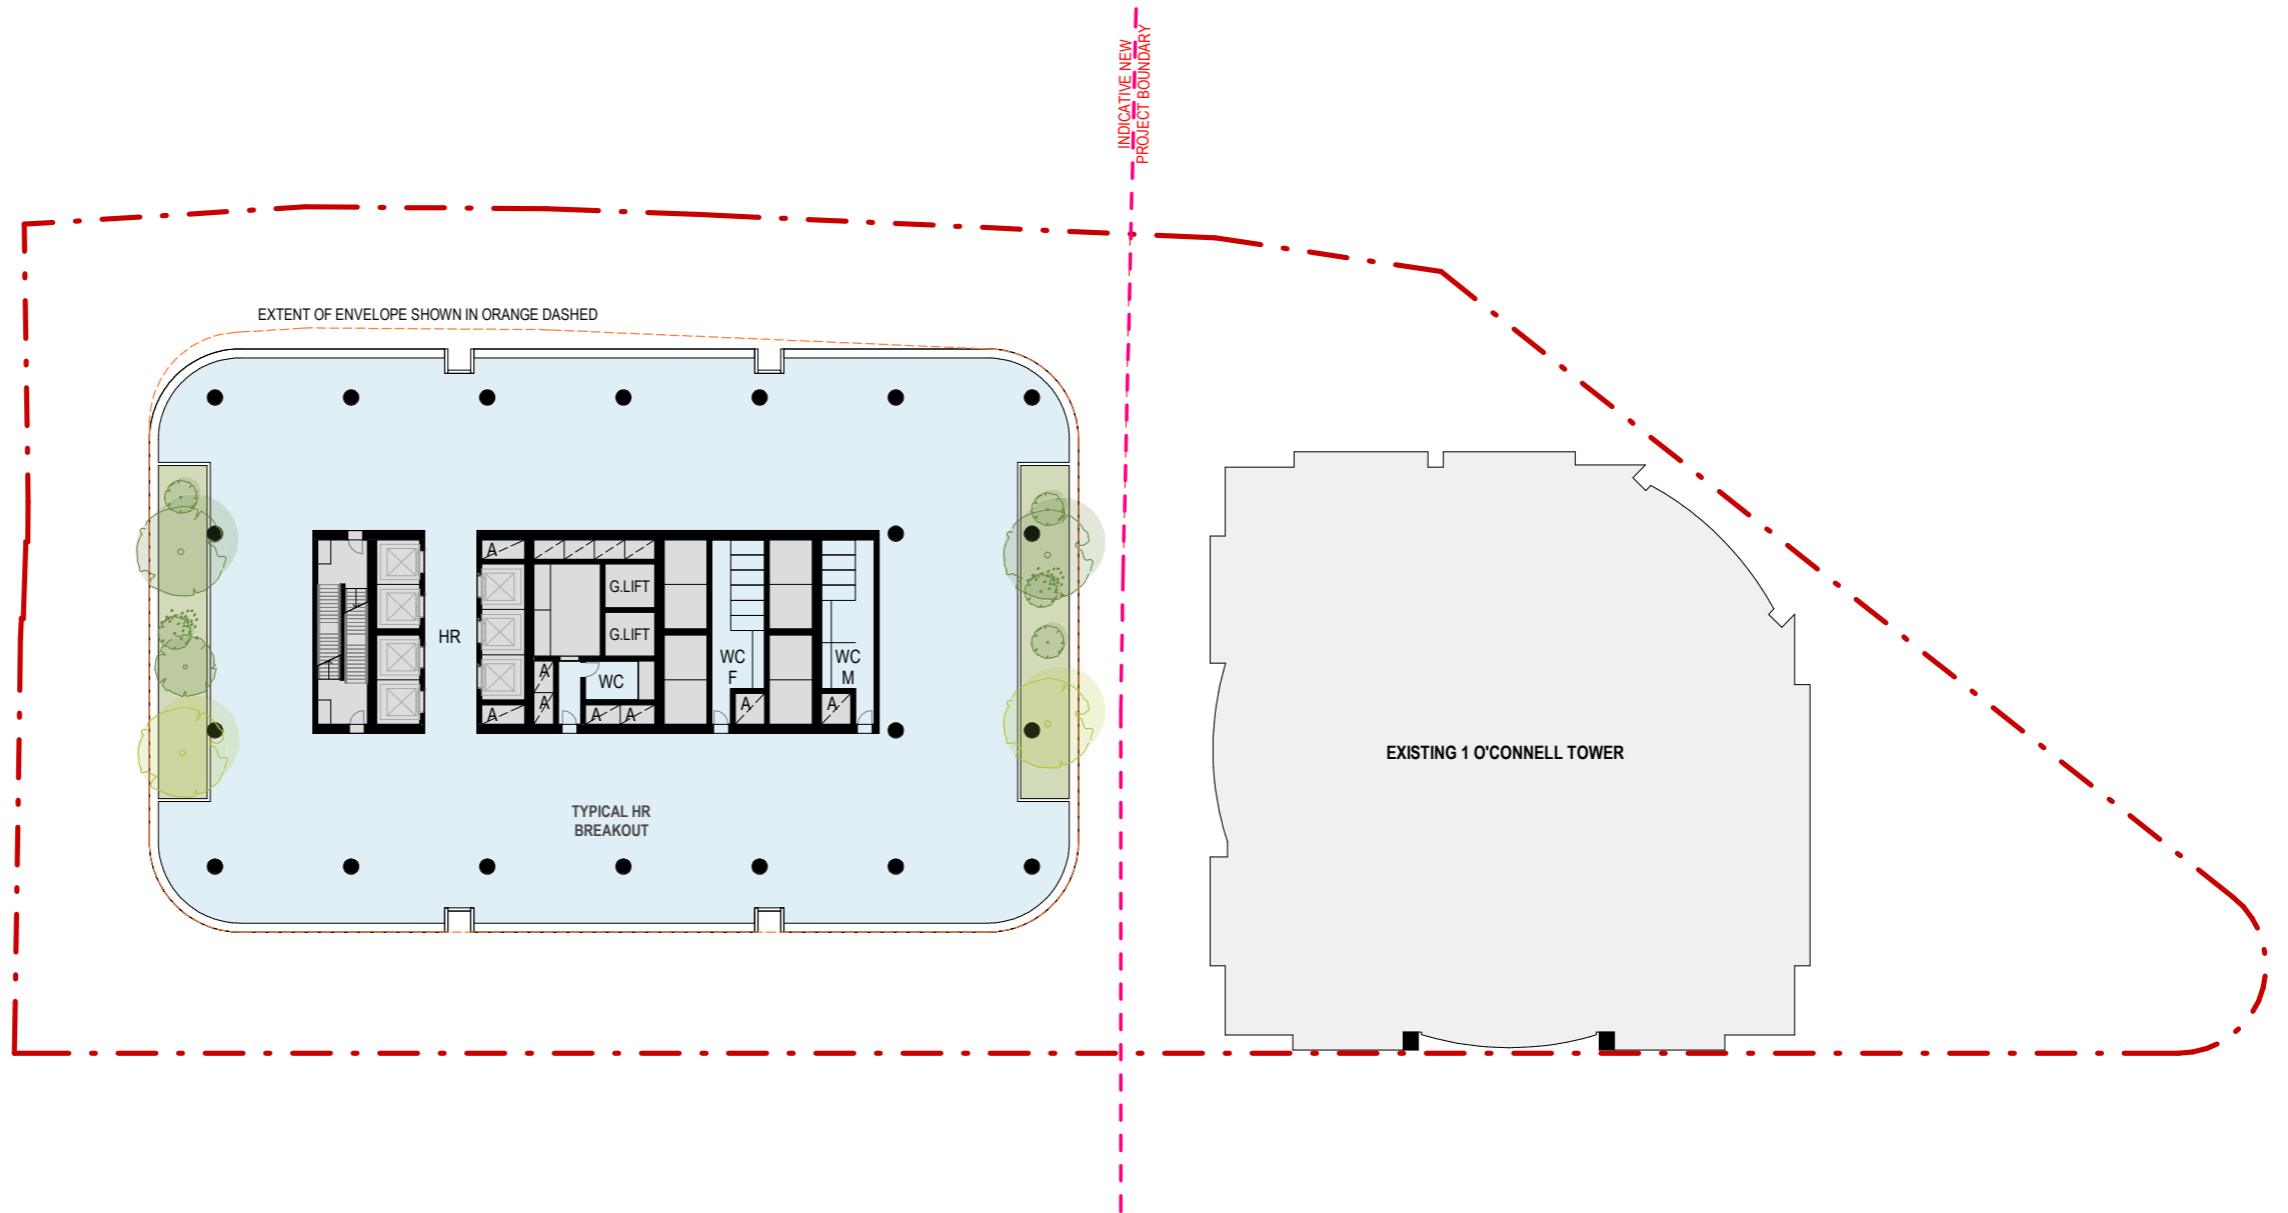 INDICATIVE NEW
PROJECT BOUNDARY
EXTENT OF ENVELOPE SHOWN IN ORANGE DASHED
A
G.LIFT
G.LIFT
HR
WC
F
WC
M
A
WC
A
A
A
A
A
A
TYPICAL HR
BREAKOUT
EXISTING 1 O'CONNELL TOWER